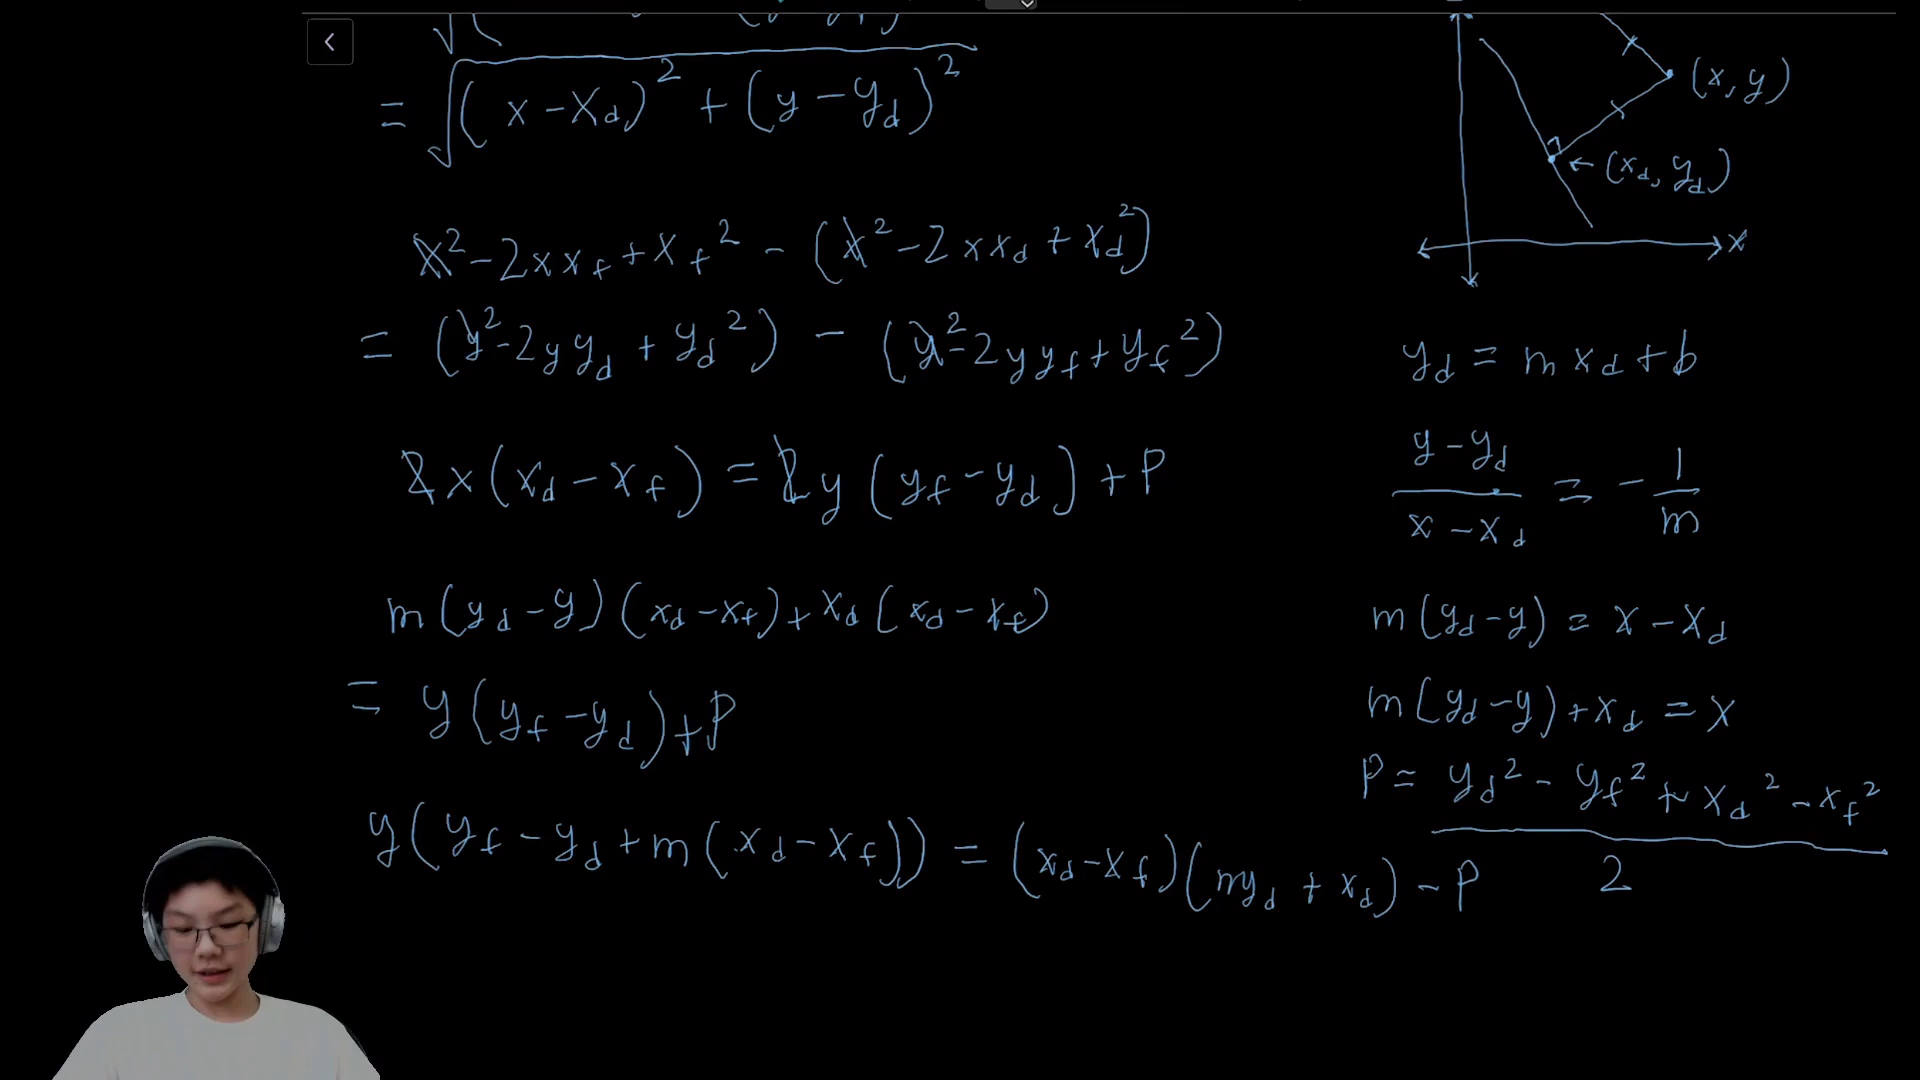 = √((x-x_d)² + (y-y_d)²)
x²-2xx_f+x_f² - (x²-2xx_d+x_d²)
= (y²-2yy_d+y_d²) - (y²-2yy_f+y_f²)
2x(x_d-x_f) = 2y(y_f-y_d)+P
m(y_d-y)(x_d-x_f)+x_d(x_d-x_f)
= y(y_f-y_d)+P
y(y_f-y_d+m(x_d-x_f)) = (x_d-x_f)(my_d+x_d)-P
(x,y)
←(x_d,y_d)
x
y_d = mx_d+b
(y-y_d)/(x-x_d) = -1/m
m(y_d-y) = x-x_d
m(y_d-y)+x_d = x
P = (y_d²-y_f²+x_d²-x_f²)/2